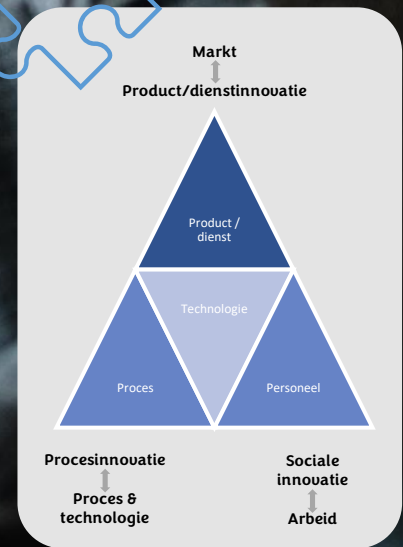 Markt
Product/dienstinnovatie
Product /
dienst
Technologie
Proces
Personeel
Procesinnovatie
Proces &
technologie
Sociale
innovatie
Arbeid